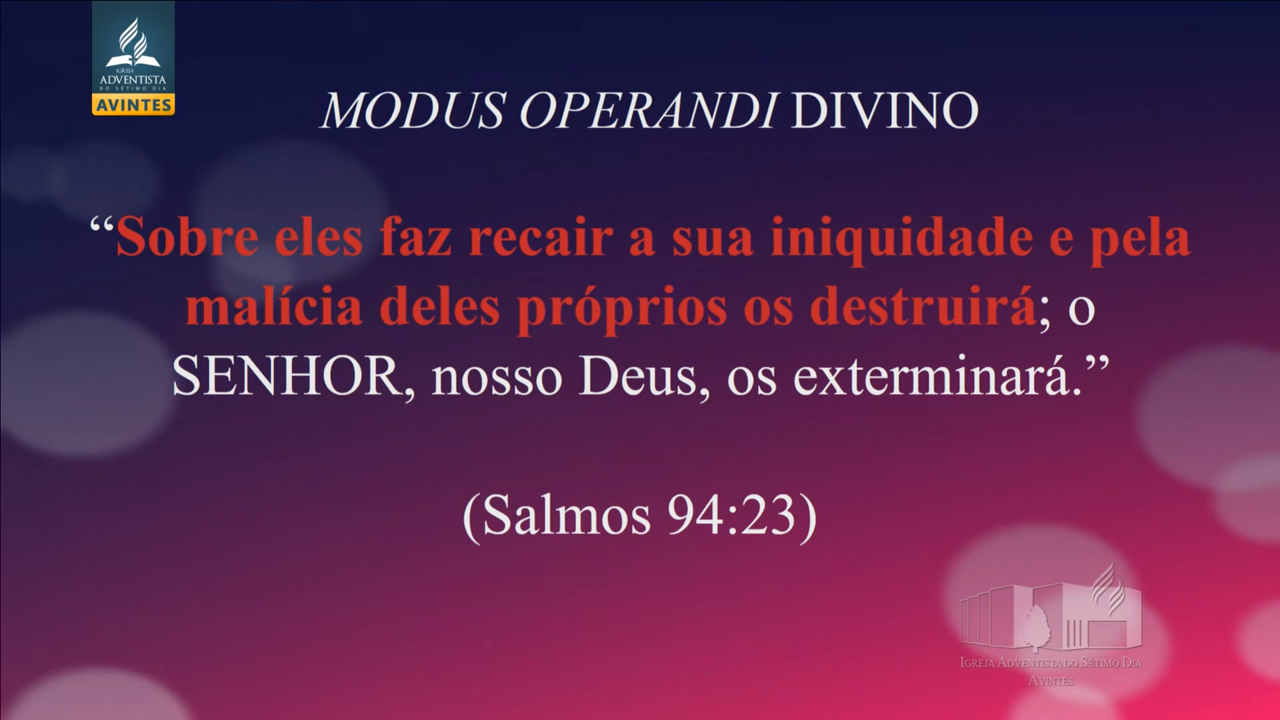 IGREJA
ADVENTISTA
DO SÉTIMO DIA
AVINTES
MODUS OPERANDI DIVINO
“Sobre eles faz recair a sua iniquidade e pela
malícia deles próprios os destruirá; o
SENHOR, nosso Deus, os exterminará.”
(Salmos 94:23)
IGREJA ADVENTISTA DO SÉTIMO DIA
AVINTES